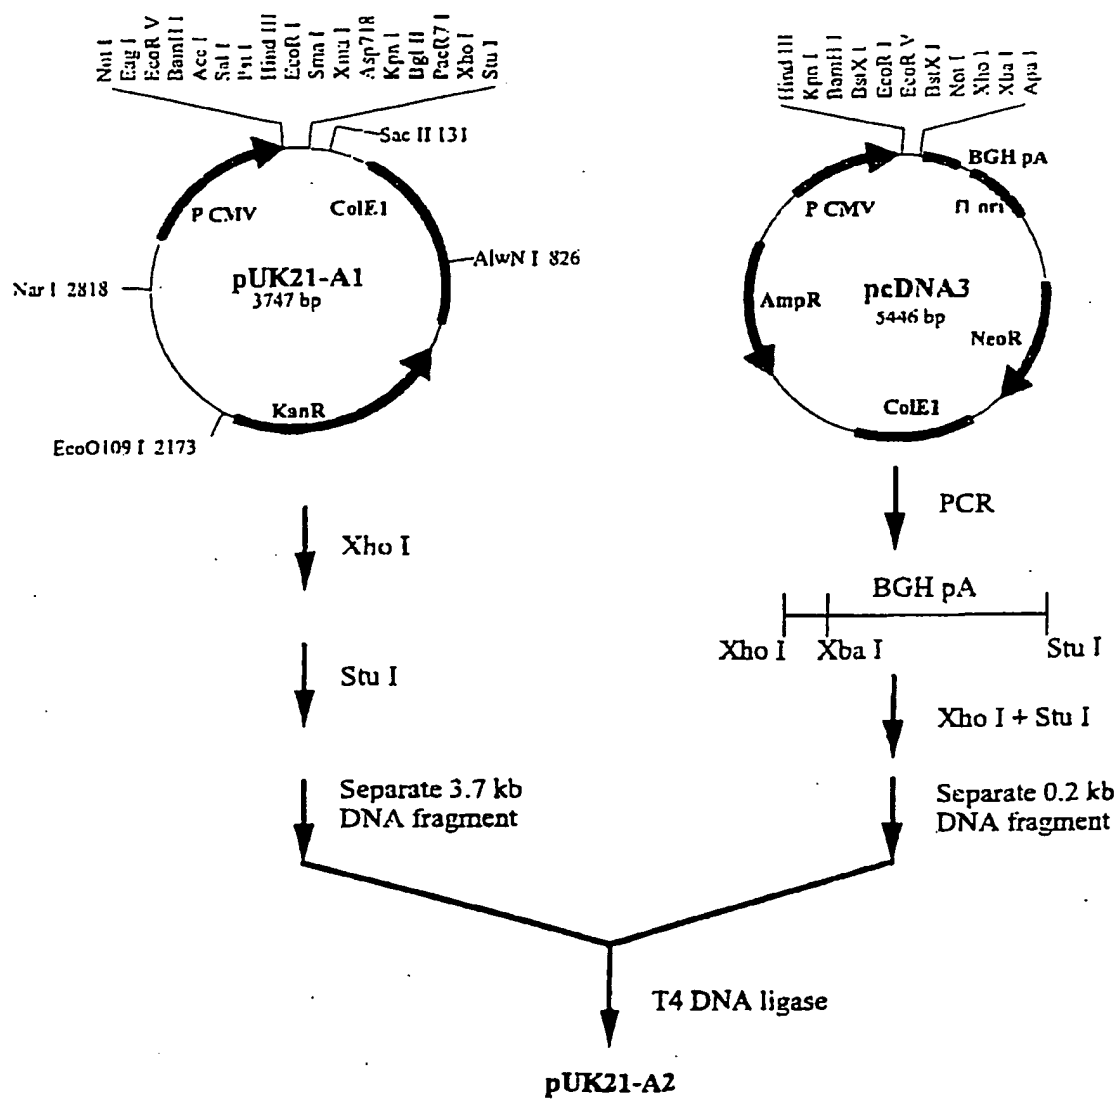 Not I
Eag I
EcoR V
BamH I
Acc I
Sal I
Pst I
Hind III
EcoR I
Sma I
Xma I
Asp718
Kpn I
Bgl II
PaeR7 I
Xho I
Stu I
Sac II 131
P CMV
ColE1
AlwN I 826
Nar I 2818
pUK21-A1
3747 bp
KanR
EcoO109 I 2173
Hind III
Kpn I
BamH I
BstX I
EcoR I
EcoR V
BstX I
Not I
Xho I
Xba I
Apa I
BGH pA
P CMV
f1 ori
AmpR
pcDNA3
5446 bp
NeoR
ColE1
Xho I
Stu I
Separate 3.7 kb
DNA fragment
PCR
BGH pA
Xho I
Xba I
Stu I
Xho I + Stu I
Separate 0.2 kb
DNA fragment
T4 DNA ligase
pUK21-A2